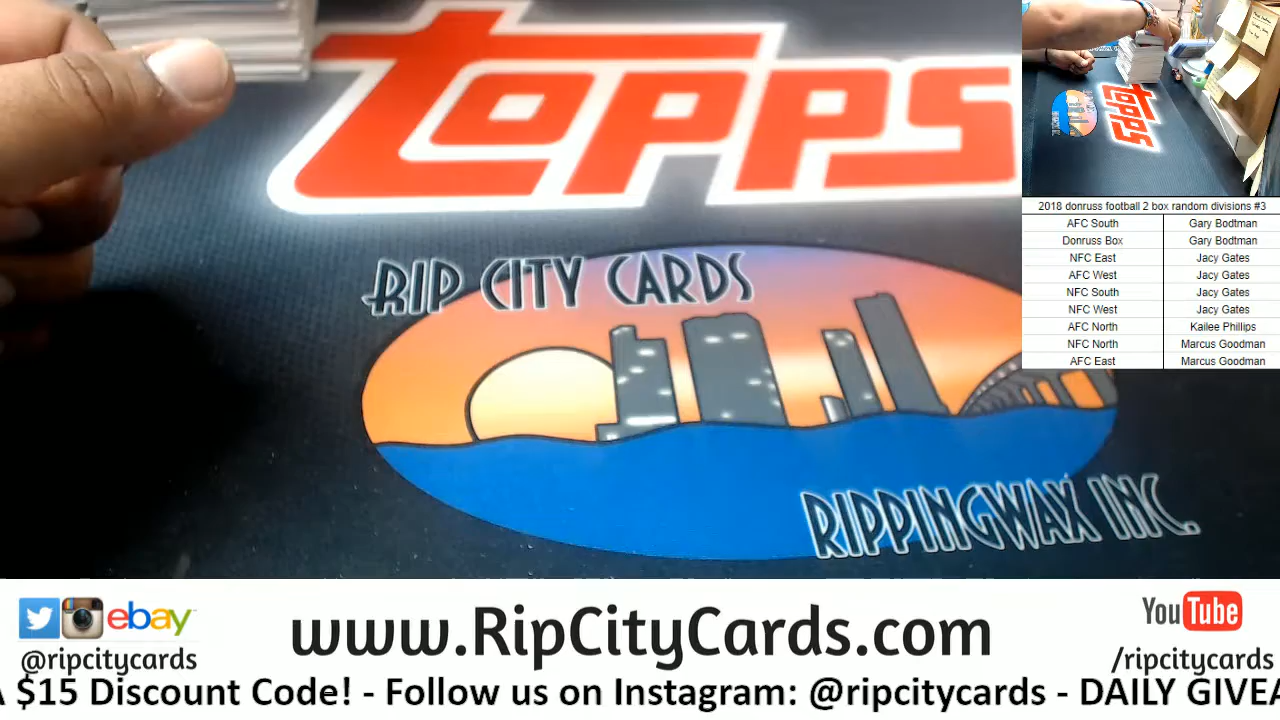 topps
RIP CITY CARDS
RIPPINGWAX INC.
topps
2018 donruss football 2 box random divisions #3
AFC South Gary Bodtman
Donruss Box Gary Bodtman
NFC East Jacy Gates
AFC West Jacy Gates
NFC South Jacy Gates
NFC West Jacy Gates
AFC North Kailee Phillips
NFC North Marcus Goodman
AFC East Marcus Goodman
ebay
@ripcitycards
www.RipCityCards.com
YouTube
/ripcitycards
A $15 Discount Code! - Follow us on Instagram: @ripcitycards - DAILY GIVEA